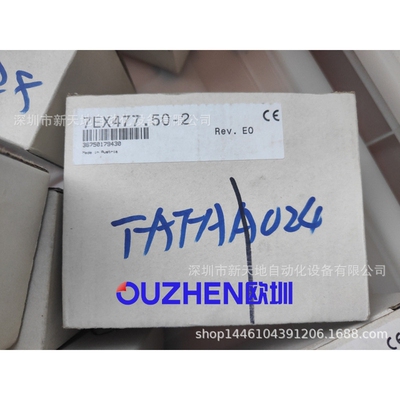 7EX477.50-2
Rev. E0
36750179430
Made in Austria
CE
深圳市新天地自动化设备有限公司
TATHA024
深圳市新天地自动化设备有限公司
OUZHEN欧圳
shop1446104391206.1688.com